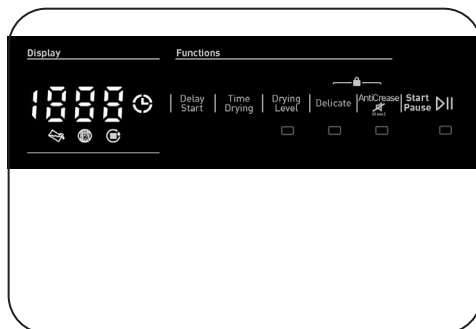 Display
Functions
1888
Delay
Start
Time
Drying
Drying
Level
Delicate
AntiCrease
Start
Pause